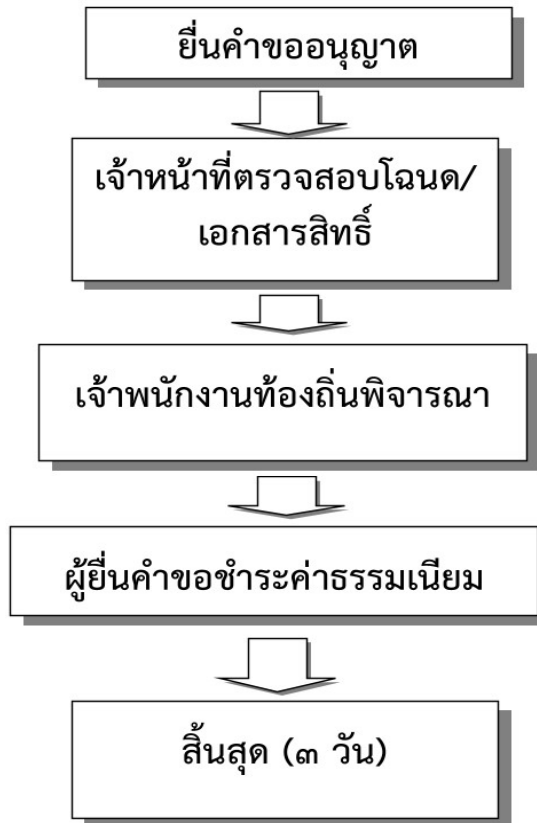 ยื่นคำขออนุญาต
เจ้าหน้าที่ตรวจสอบโฉนด/
เอกสารสิทธิ์
เจ้าพนักงานท้องถิ่นพิจารณา
ผู้ยื่นคำขอชำระค่าธรรมเนียม
สิ้นสุด (๓ วัน)